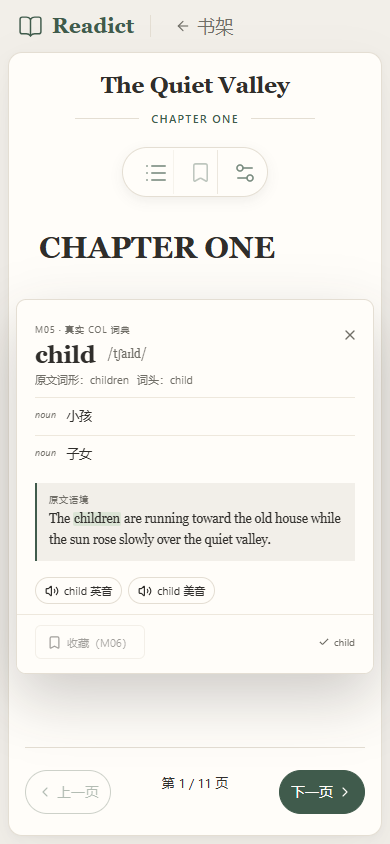 Readict
← 书架
The Quiet Valley
CHAPTER ONE
CHAPTER ONE
M05 · 真实 COL 词典
child /tʃaɪld/
原文词形：children 词头：child
noun 小孩
noun 子女
原文语境
The children are running toward the old house while
the sun rose slowly over the quiet valley.
child 英音 child 美音
收藏（M06） child
上一页 第 1 / 11 页 下一页